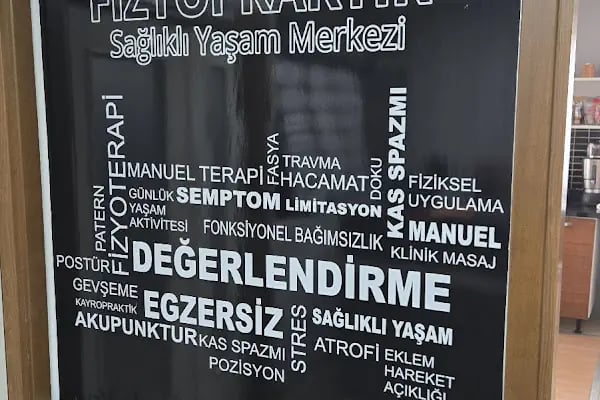 FİZYOPRAKTİK
Sağlıklı Yaşam Merkezi
FİZYOTERAPİ
PATERN
MANUEL TERAPİ
FASYA
TRAVMA
HACAMAT
DOKU
KAS SPAZMI
FİZİKSEL
UYGULAMA
GÜNLÜK
YAŞAM
AKTİVİTESİ
SEMPTOM LİMİTASYON
FONKSİYONEL BAĞIMSIZLIK
MANUEL
KLİNİK MASAJ
POSTÜR
DEĞERLENDİRME
GEVŞEME
KAYROPRAKTİK
EGZERSİZ
STRES
SAĞLIKLI YAŞAM
AKUPUNKTUR
KAS SPAZMI
POZİSYON
ATROFİ
EKLEM
HAREKET
AÇIKLIĞI